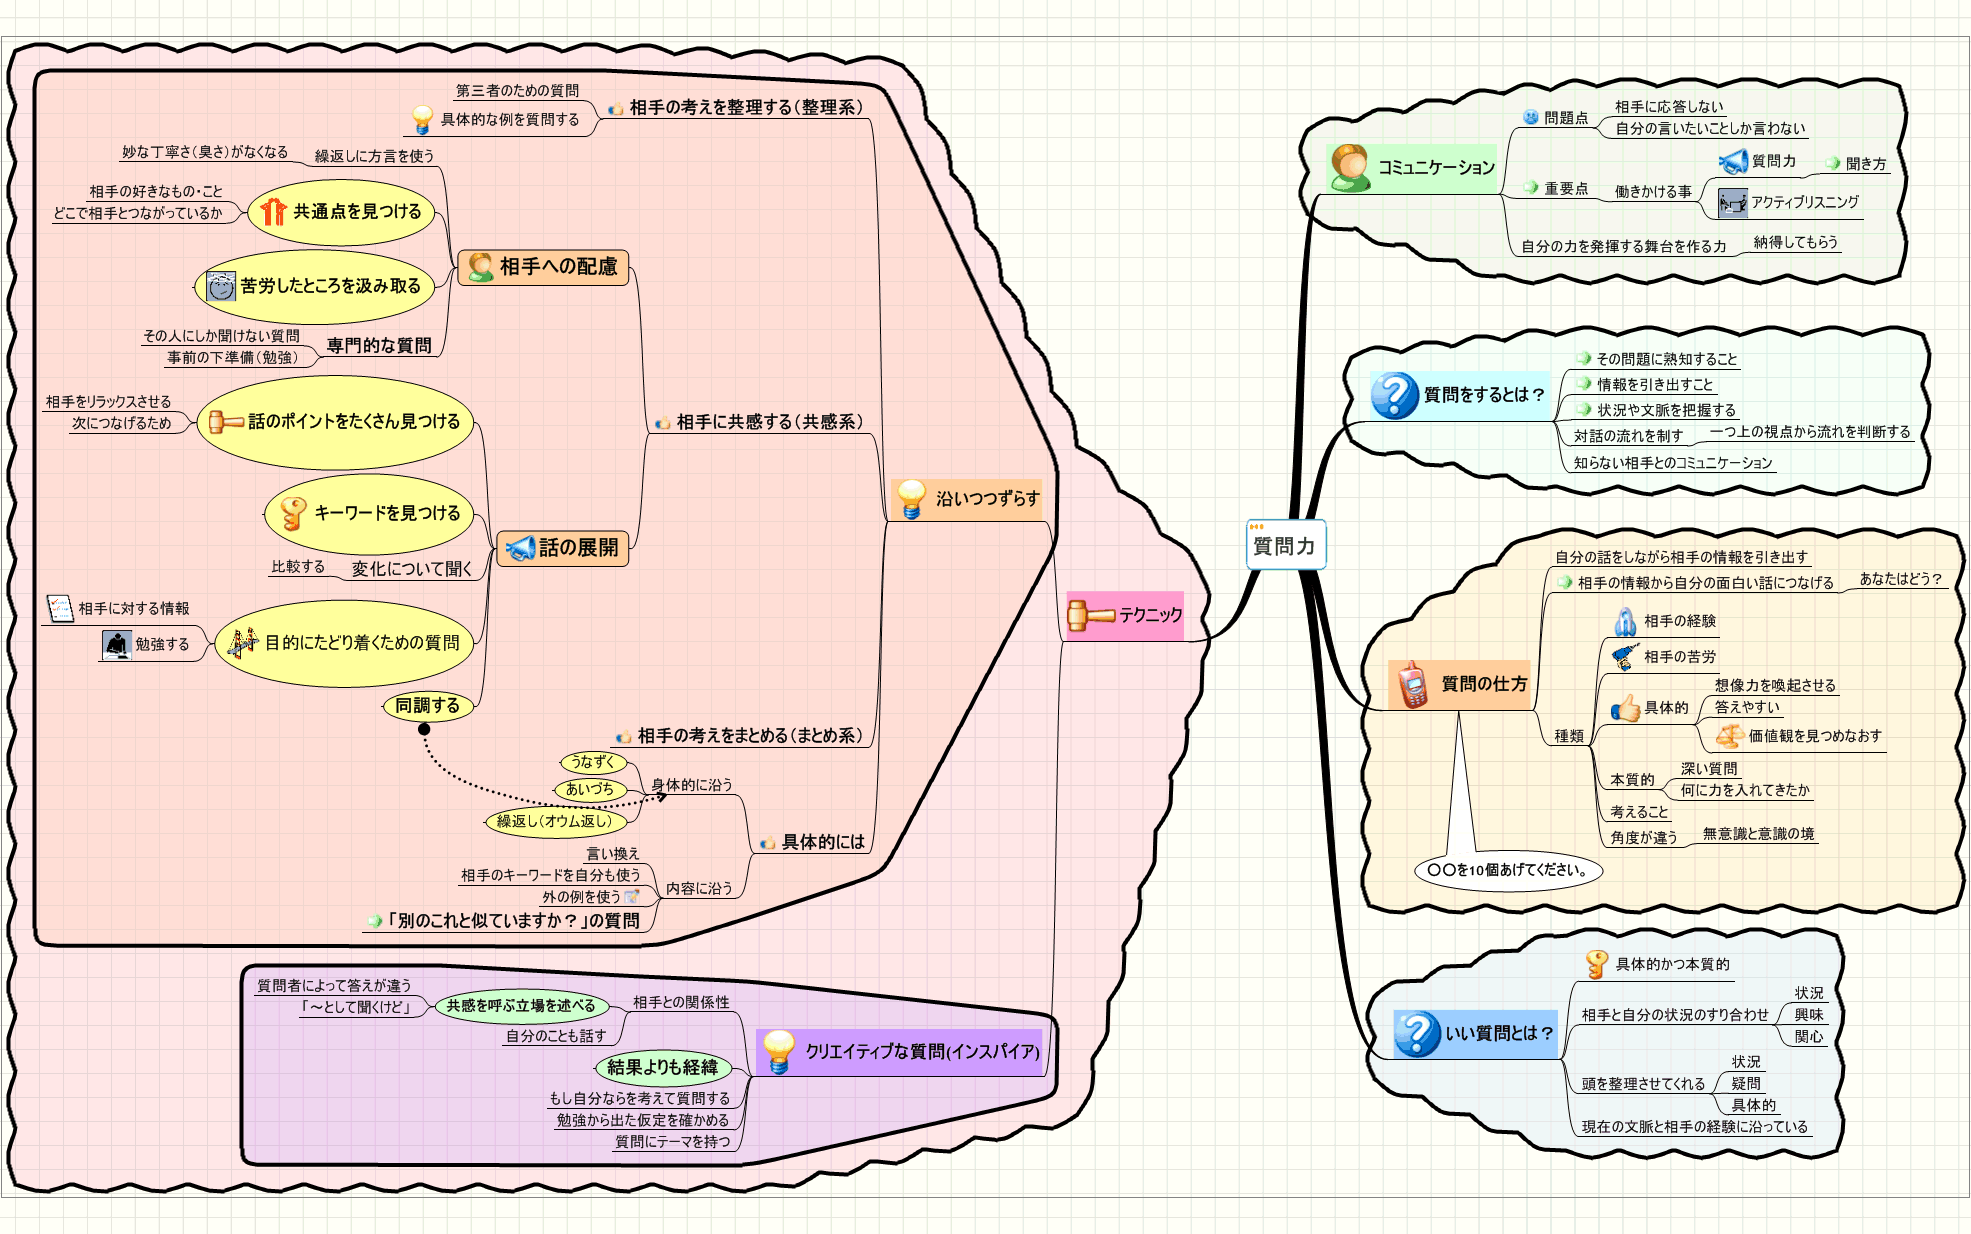 質問力
コミュニケーション
問題点
相手に応答しない
自分の言いたいことしか言わない
重要点
働きかける事
質問力
聞き方
アクティブリスニング
自分の力を発揮する舞台を作る力
納得してもらう
質問をするとは？
その問題に熟知すること
情報を引き出すこと
状況や文脈を把握する
対話の流れを制す
一つ上の視点から流れを判断する
知らない相手とのコミュニケーション
質問の仕方
自分の話をしながら相手の情報を引き出す
相手の情報から自分の面白い話につなげる
あなたはどう？
種類
相手の経験
相手の苦労
具体的
想像力を喚起させる
答えやすい
価値観を見つめなおす
本質的
深い質問
何に力を入れてきたか
考えること
角度が違う
無意識と意識の境
〇〇を10個あげてください。
いい質問とは？
具体的かつ本質的
相手と自分の状況のすり合わせ
状況
興味
関心
頭を整理させてくれる
状況
疑問
具体的
現在の文脈と相手の経験に沿っている
テクニック
沿いつつずらす
相手の考えを整理する（整理系）
第三者のための質問
具体的な例を質問する
相手に共感する（共感系）
相手への配慮
繰返しに方言を使う
妙な丁寧さ（臭さ）がなくなる
共通点を見つける
相手の好きなもの・こと
どこで相手とつながっているか
苦労したところを汲み取る
専門的な質問
その人にしか聞けない質問
事前の下準備（勉強）
話の展開
話のポイントをたくさん見つける
相手をリラックスさせる
次につなげるため
キーワードを見つける
変化について聞く
比較する
目的にたどり着くための質問
相手に対する情報
勉強する
同調する
相手の考えをまとめる（まとめ系）
具体的には
身体的に沿う
うなずく
あいづち
繰返し（オウム返し）
内容に沿う
言い換え
相手のキーワードを自分も使う
外の例を使う
「別のこれと似ていますか？」の質問
クリエイティブな質問(インスパイア)
相手との関係性
共感を呼ぶ立場を述べる
質問者によって答えが違う
「～として聞くけど」
自分のことも話す
結果よりも経緯
もし自分ならを考えて質問する
勉強から出た仮定を確かめる
質問にテーマを持つ